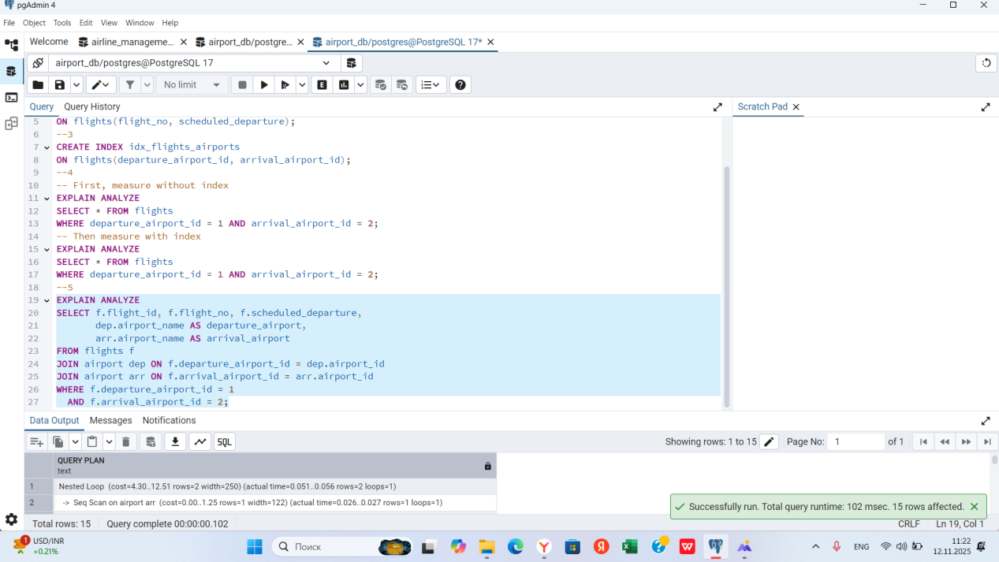 pgAdmin 4
File Object Tools Edit View Window Help
Welcome airline_manageme... airport_db/postgre... airport_db/postgres@PostgreSQL 17*
airport_db/postgres@PostgreSQL 17
No limit
E
Query Query History
Scratch Pad
5 ON flights(flight_no, scheduled_departure);
6 --3
7 CREATE INDEX idx_flights_airports
8 ON flights(departure_airport_id, arrival_airport_id);
9 --4
10 -- First, measure without index
11 EXPLAIN ANALYZE
12 SELECT * FROM flights
13 WHERE departure_airport_id = 1 AND arrival_airport_id = 2;
14 -- Then measure with index
15 EXPLAIN ANALYZE
16 SELECT * FROM flights
17 WHERE departure_airport_id = 1 AND arrival_airport_id = 2;
18 --5
19 EXPLAIN ANALYZE
20 SELECT f.flight_id, f.flight_no, f.scheduled_departure,
21 dep.airport_name AS departure_airport,
22 arr.airport_name AS arrival_airport
23 FROM flights f
24 JOIN airport dep ON f.departure_airport_id = dep.airport_id
25 JOIN airport arr ON f.arrival_airport_id = arr.airport_id
26 WHERE f.departure_airport_id = 1
27 AND f.arrival_airport_id = 2;
Data Output Messages Notifications
SQL Showing rows: 1 to 15 Page No: 1 of 1
QUERY PLAN
text
1 Nested Loop (cost=4.30..12.51 rows=2 width=250) (actual time=0.051..0.056 rows=2 loops=1)
2 -> Seq Scan on airport arr (cost=0.00..1.25 rows=1 width=122) (actual time=0.026..0.027 rows=1 loops=1)
Successfully run. Total query runtime: 102 msec. 15 rows affected.
Total rows: 15 Query complete 00:00:00.102 CRLF Ln 19, Col 1
1 USD/INR
+0.21%
Поиск
ENG
11:22
12.11.2025